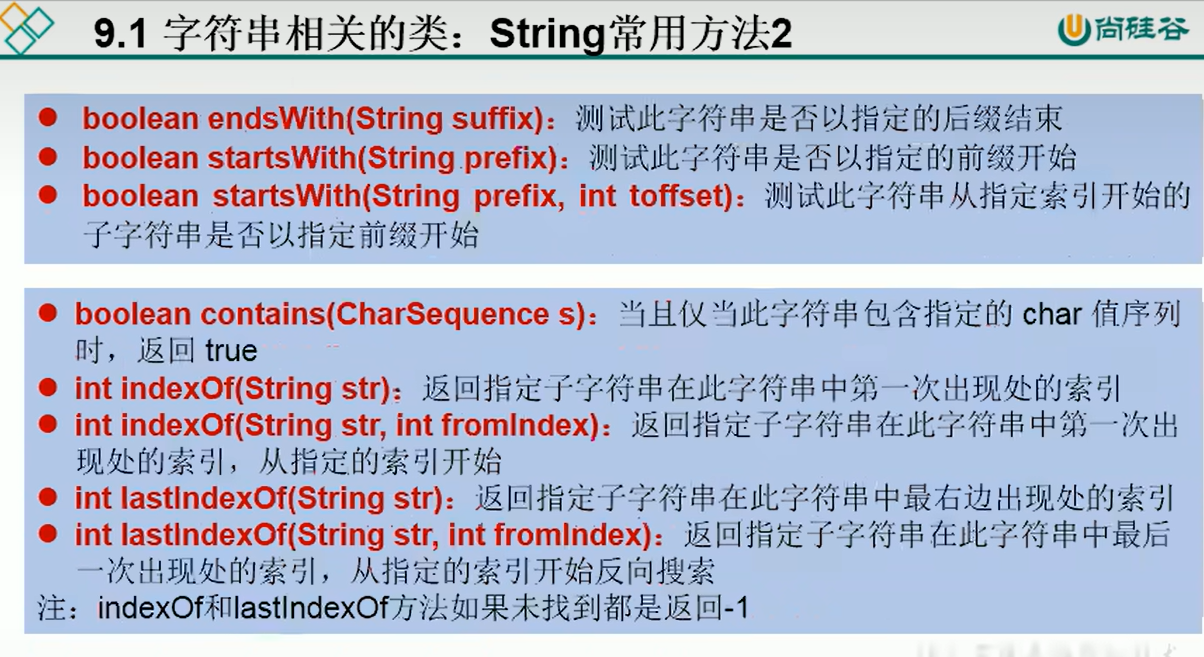 9.1 字符串相关的类：String常用方法2
尚硅谷
boolean endsWith(String suffix)：测试此字符串是否以指定的后缀结束
boolean startsWith(String prefix)：测试此字符串是否以指定的前缀开始
boolean startsWith(String prefix, int toffset)：测试此字符串从指定索引开始的
子字符串是否以指定前缀开始
boolean contains(CharSequence s)：当且仅当此字符串包含指定的 char 值序列
时，返回 true
int indexOf(String str)：返回指定子字符串在此字符串中第一次出现处的索引
int indexOf(String str, int fromIndex)：返回指定子字符串在此字符串中第一次出
现处的索引，从指定的索引开始
int lastIndexOf(String str)：返回指定子字符串在此字符串中最右边出现处的索引
int lastIndexOf(String str, int fromIndex)：返回指定子字符串在此字符串中最后
一次出现处的索引，从指定的索引开始反向搜索
注：indexOf和lastIndexOf方法如果未找到都是返回-1